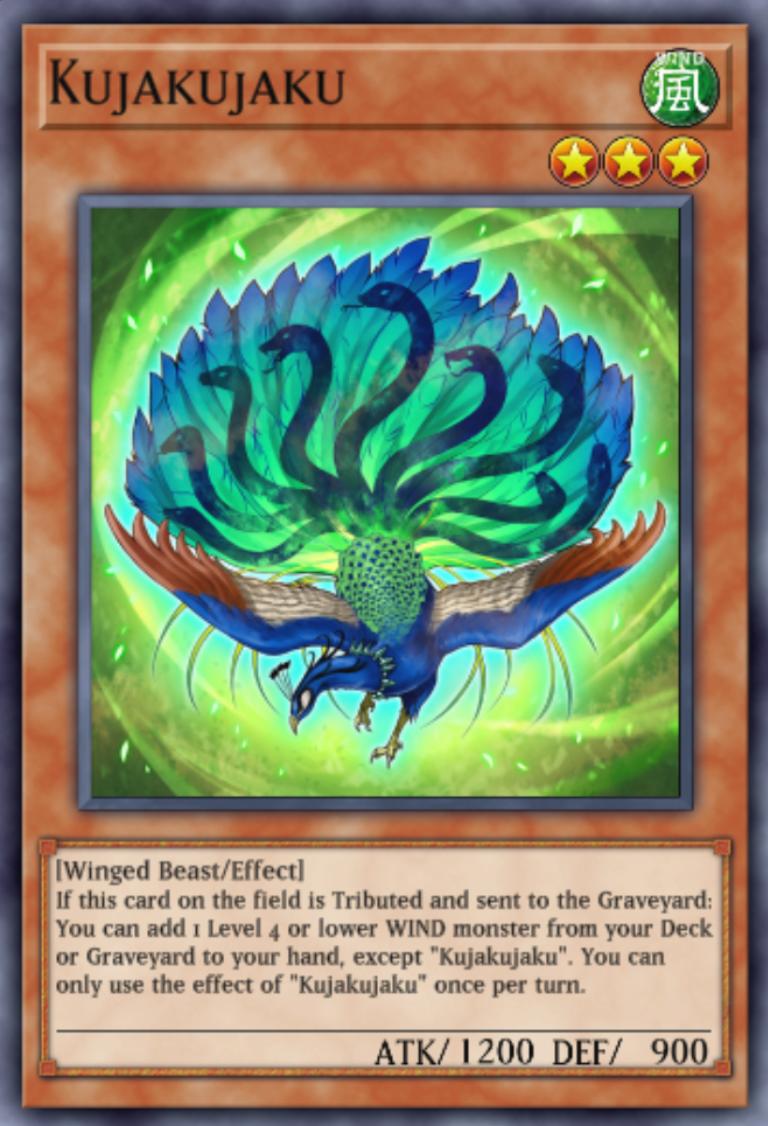 Kujakujaku
WIND
風
[Winged Beast/Effect]
If this card on the field is Tributed and sent to the Graveyard:
You can add 1 Level 4 or lower WIND monster from your Deck
or Graveyard to your hand, except "Kujakujaku". You can
only use the effect of "Kujakujaku" once per turn.
ATK/ 1200 DEF/ 900